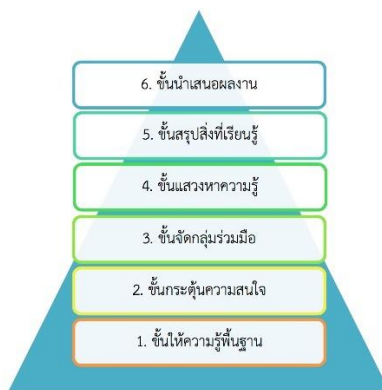 6. ขั้นนำเสนอผลงาน
5. ขั้นสรุปสิ่งที่เรียนรู้
4. ขั้นแสวงหาความรู้
3. ขั้นจัดกลุ่มร่วมมือ
2. ขั้นกระตุ้นความสนใจ
1. ขั้นให้ความรู้พื้นฐาน